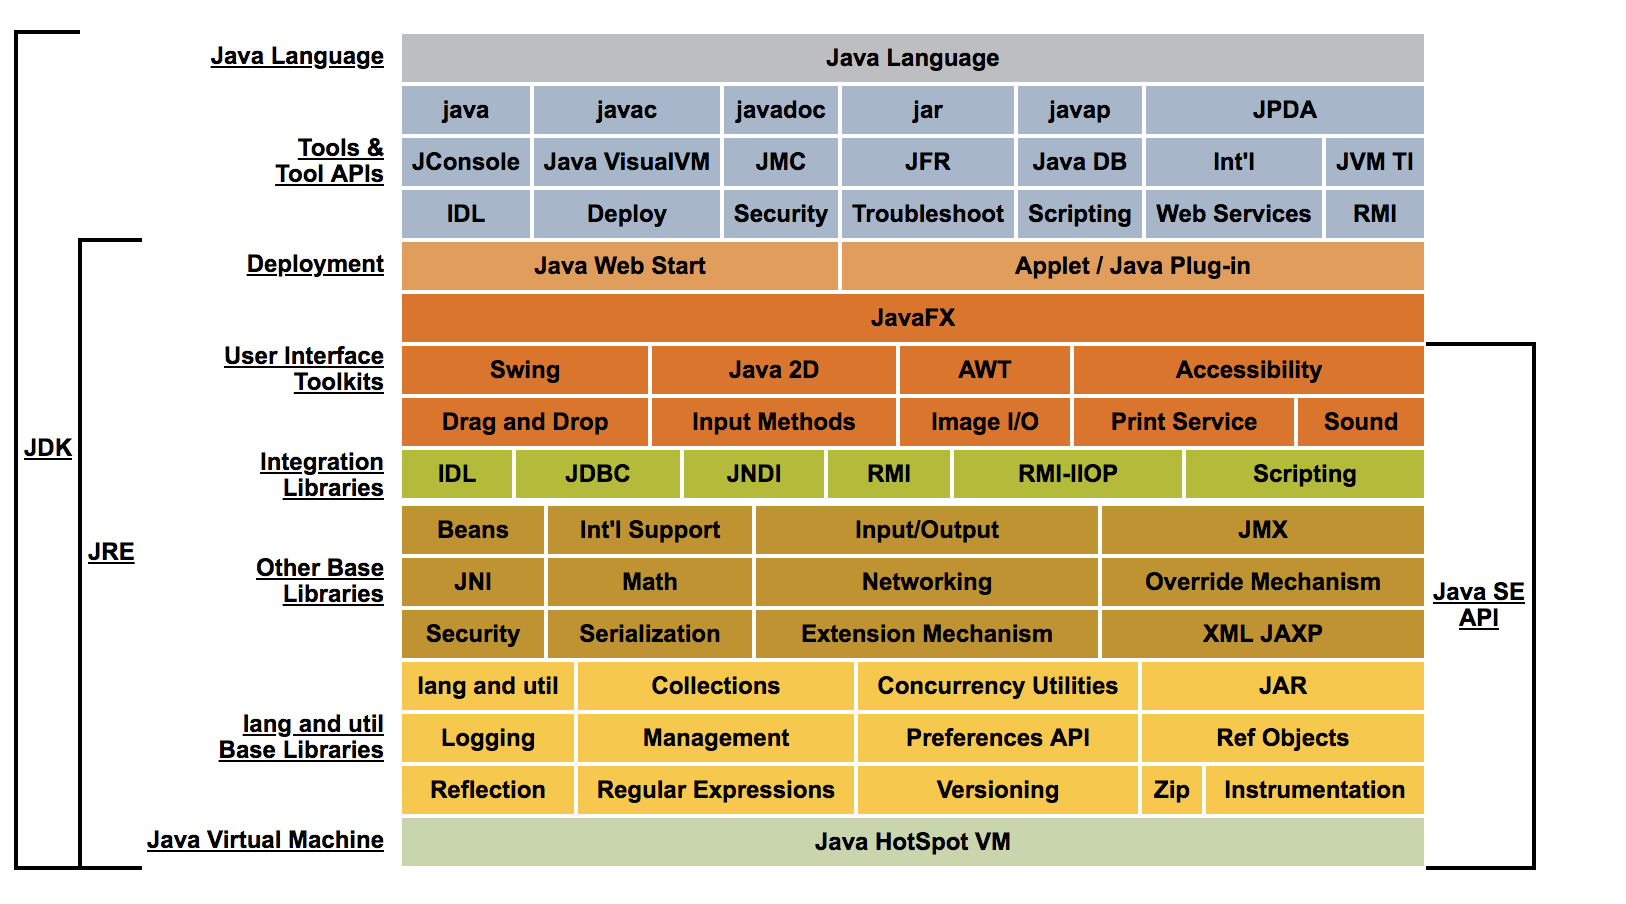 Java Language
Java Language
java javac javadoc jar javap JPDA
Tools &
Tool APIs
JConsole Java VisualVM JMC JFR Java DB Int'l JVM TI
IDL Deploy Security Troubleshoot Scripting Web Services RMI
Deployment
Java Web Start Applet / Java Plug-in
JavaFX
User Interface
Toolkits
Swing Java 2D AWT Accessibility
Drag and Drop Input Methods Image I/O Print Service Sound
JDK
Integration
Libraries
IDL JDBC JNDI RMI RMI-IIOP Scripting
JRE
Other Base
Libraries
Beans Int'l Support Input/Output JMX
JNI Math Networking Override Mechanism
Security Serialization Extension Mechanism XML JAXP
Java SE
API
lang and util
Base Libraries
lang and util Collections Concurrency Utilities JAR
Logging Management Preferences API Ref Objects
Reflection Regular Expressions Versioning Zip Instrumentation
Java Virtual Machine
Java HotSpot VM